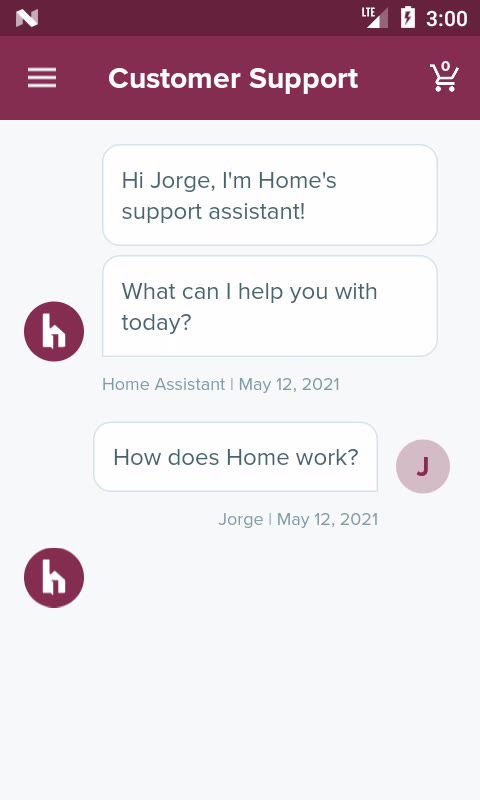 LTE
3:00
Customer Support
0
Hi Jorge, I'm Home's
support assistant!
What can I help you with
today?
h
Home Assistant | May 12, 2021
How does Home work?
J
Jorge | May 12, 2021
h